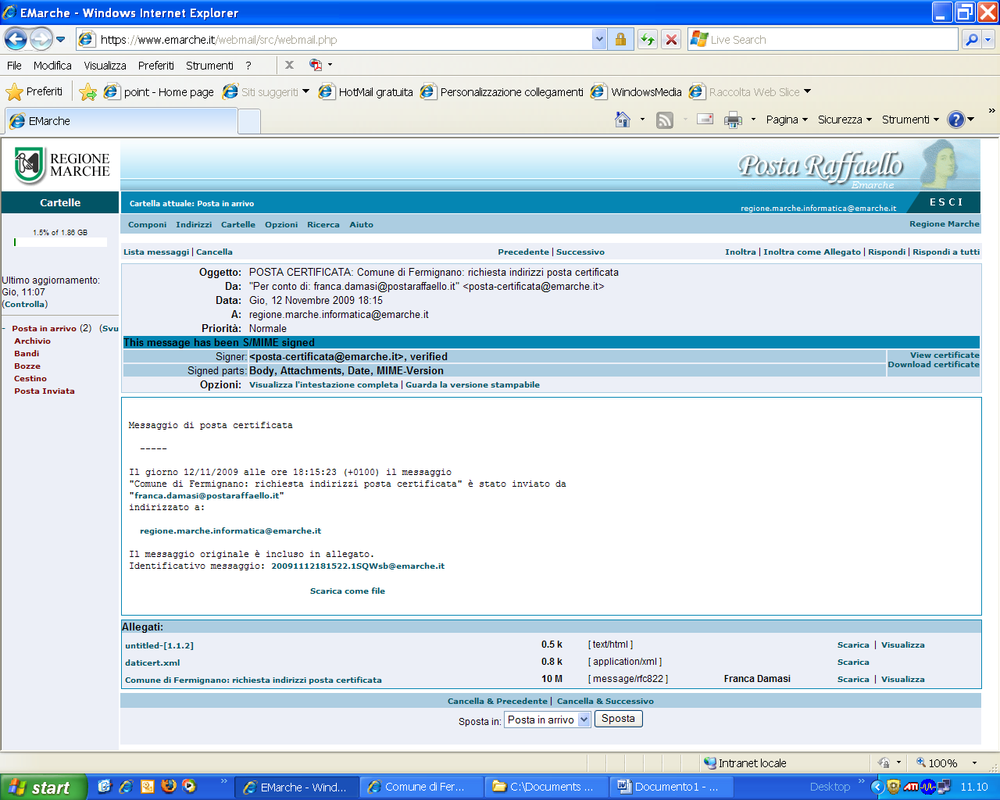 EMarche - Windows Internet Explorer
https://www.emarche.it/webmail/src/webmail.php
Live Search
File Modifica Visualizza Preferiti Strumenti ?
Preferiti point - Home page Siti suggeriti HotMail gratuita Personalizzazione collegamenti WindowsMedia Raccolta Web Slice
EMarche
Pagina Sicurezza Strumenti ? »
REGIONE MARCHE
Posta Raffaello
Emarche
Cartelle
Cartella attuale: Posta in arrivo
regione.marche.informatica@emarche.it
ESCI
Componi Indirizzi Cartelle Opzioni Ricerca Aiuto
Regione Marche
1.5% of 1.86 GB
Ultimo aggiornamento:
Gio, 11:07
(Controlla)
- Posta in arrivo (2) (Svu
Archivio
Bandi
Bozze
Cestino
Posta Inviata
Lista messaggi | Cancella
Precedente | Successivo
Inoltra | Inoltra come Allegato | Rispondi | Rispondi a tutti
Oggetto: POSTA CERTIFICATA: Comune di Fermignano: richiesta indirizzi posta certificata
Da: "Per conto di: franca.damasi@postaraffaello.it" <posta-certificata@emarche.it>
Data: Gio, 12 Novembre 2009 18:15
A: regione.marche.informatica@emarche.it
Priorità: Normale
This message has been S/MIME signed
Signer: <posta-certificata@emarche.it>, verified
View certificate
Signed parts: Body, Attachments, Date, MIME-Version
Download certificate
Opzioni: Visualizza l'intestazione completa | Guarda la versione stampabile
Messaggio di posta certificata
-----
Il giorno 12/11/2009 alle ore 18:15:23 (+0100) il messaggio
"Comune di Fermignano: richiesta indirizzi posta certificata" è stato inviato da
"franca.damasi@postaraffaello.it"
indirizzato a:
regione.marche.informatica@emarche.it
Il messaggio originale è incluso in allegato.
Identificativo messaggio: 20091112181522.1SQWsb@emarche.it
Scarica come file
Allegati:
untitled-[1.1.2] 0.5 k [ text/html ] Scarica | Visualizza
daticert.xml 0.8 k [ application/xml ] Scarica
Comune di Fermignano: richiesta indirizzi posta certificata 10 M [ message/rfc822 ] Franca Damasi Scarica | Visualizza
Cancella & Precedente | Cancella & Successivo
Sposta in: Posta in arrivo Sposta
Intranet locale
100%
start
»
EMarche - Wind...
Comune di Fer...
C:\Documents ...
Documento1 - ...
Desktop »
ATI
11.10